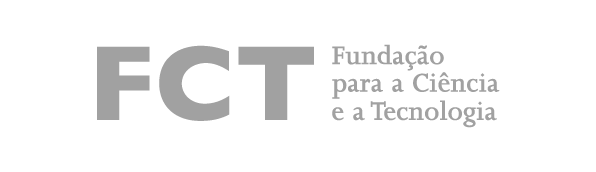 FCT
Fundação
para a Ciência
e a Tecnologia